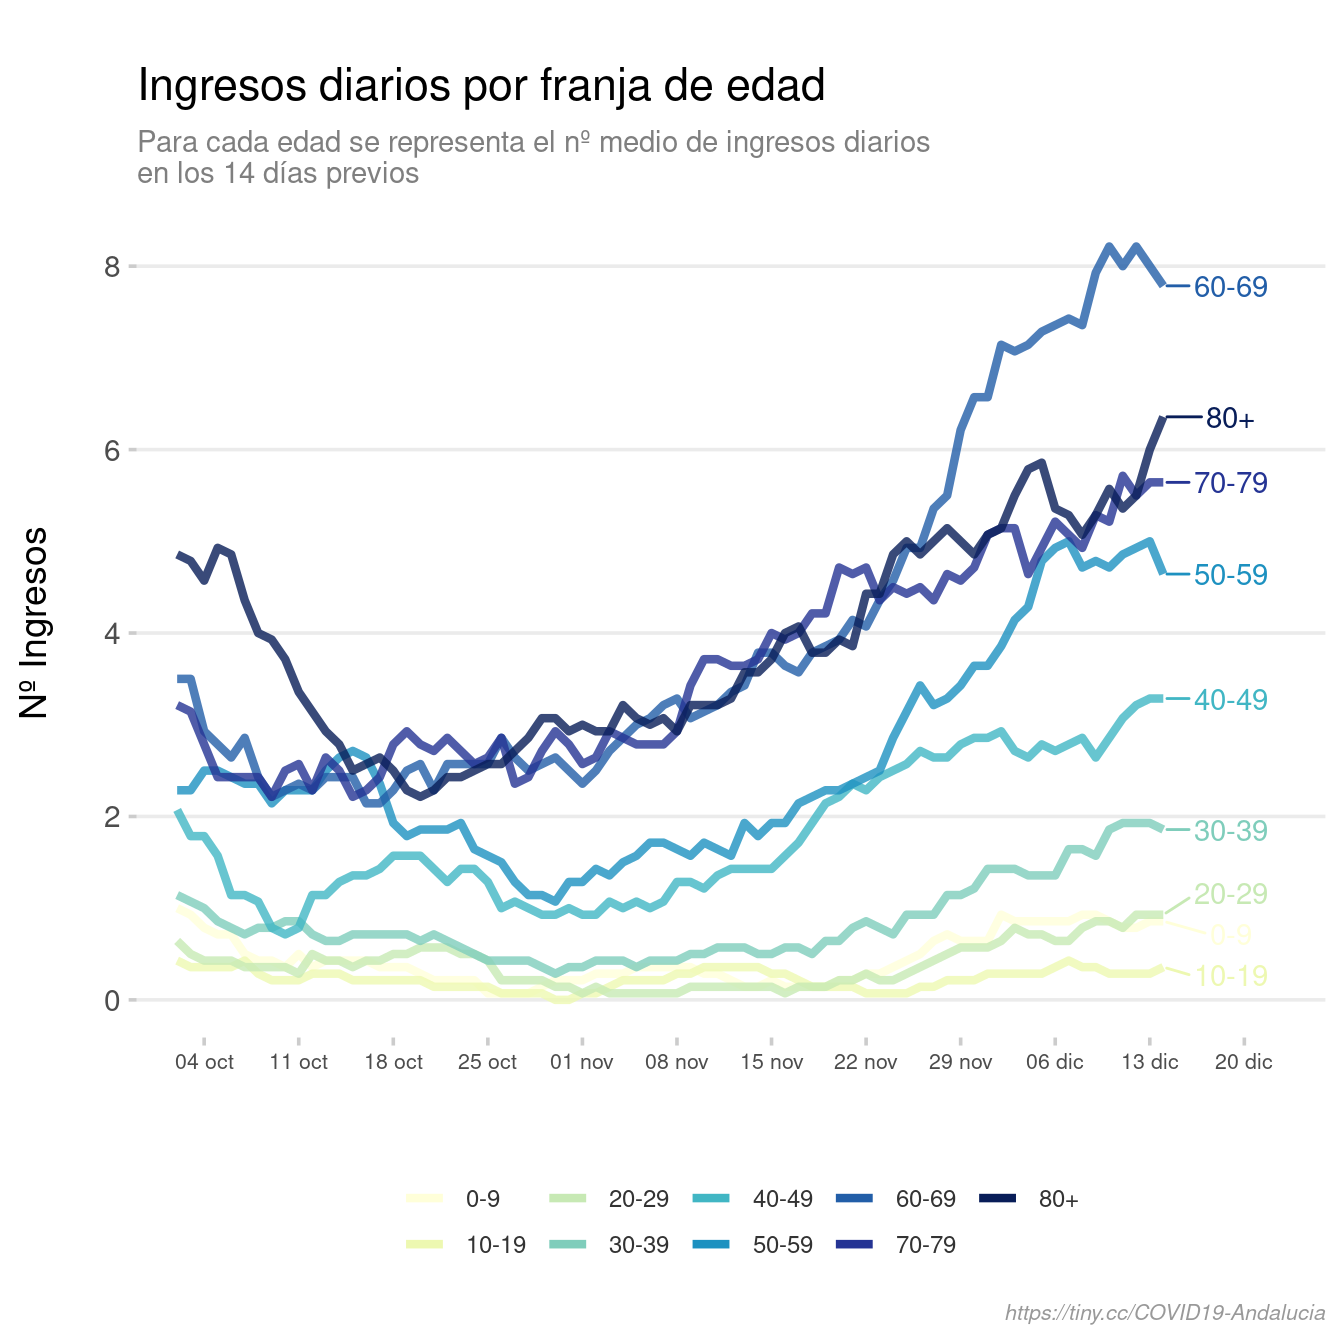 Ingresos diarios por franja de edad
Para cada edad se representa el nº medio de ingresos diarios
en los 14 días previos
Nº Ingresos
8
6
4
2
0
60-69
80+
70-79
50-59
40-49
30-39
20-29
0-9
10-19
04 oct 11 oct 18 oct 25 oct 01 nov 08 nov 15 nov 22 nov 29 nov 06 dic 13 dic 20 dic
0-9 20-29 40-49 60-69 80+
10-19 30-39 50-59 70-79
https://tiny.cc/COVID19-Andalucia